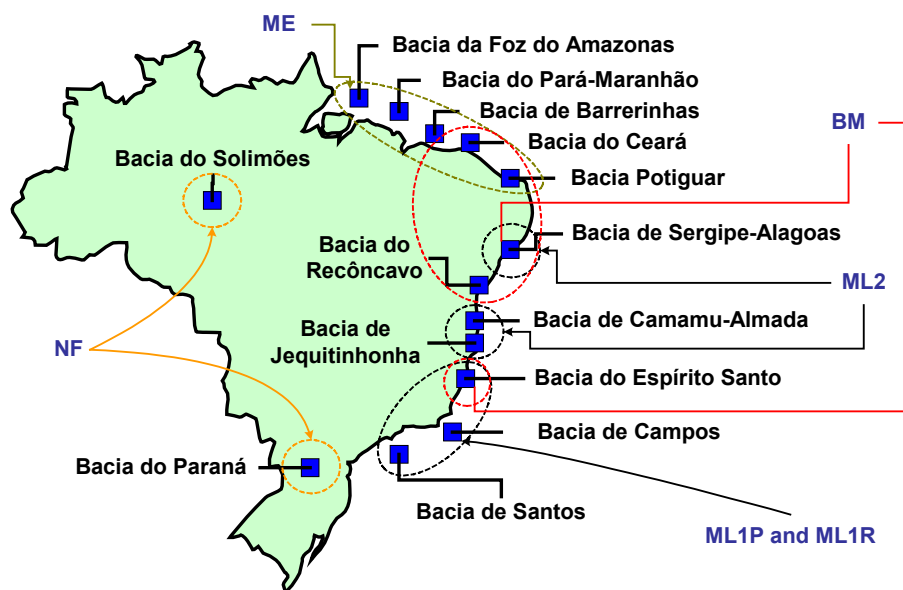 ME
Bacia da Foz do Amazonas
Bacia do Pará-Maranhão
Bacia de Barrerinhas
BM
Bacia do Ceará
Bacia do Solimões
Bacia Potiguar
Bacia de Sergipe-Alagoas
Bacia do
Recôncavo
ML2
Bacia de Camamu-Almada
Bacia de
Jequitinhonha
NF
Bacia do Espírito Santo
Bacia de Campos
Bacia do Paraná
Bacia de Santos
ML1P and ML1R